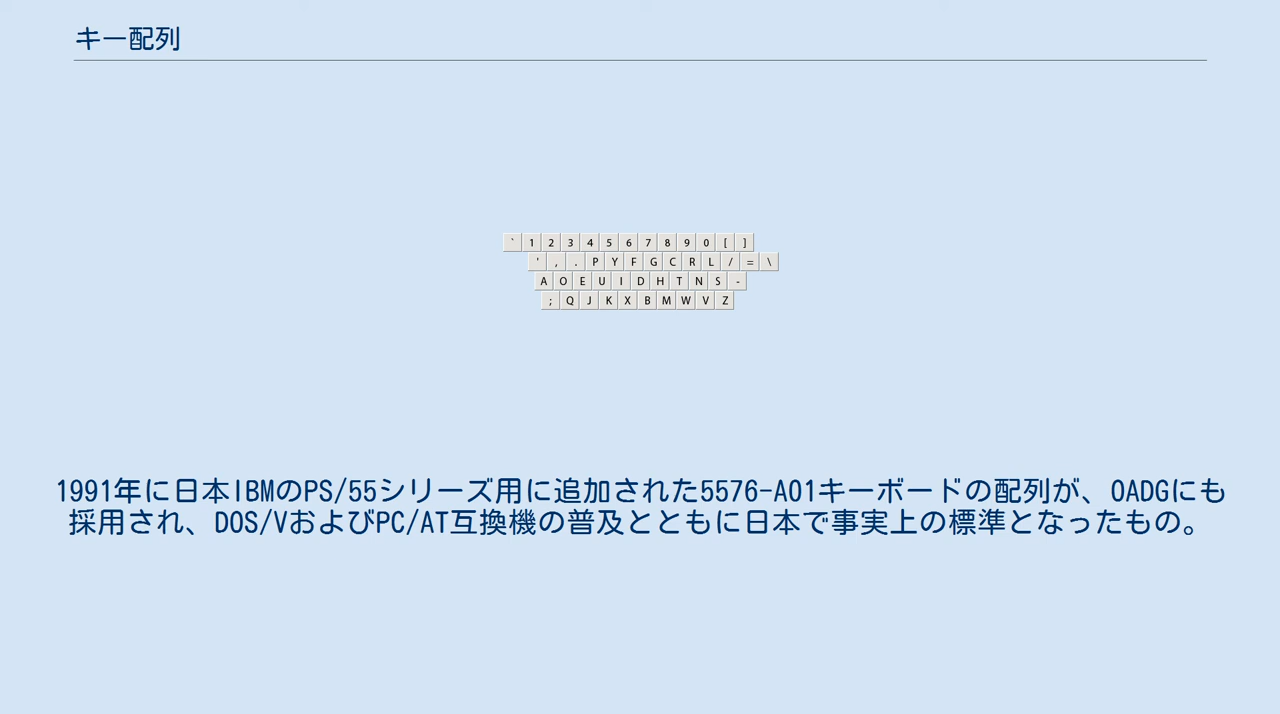 キー配列
` 1 2 3 4 5 6 7 8 9 0 [ ]
' , . P Y F G C R L / = \
A O E U I D H T N S -
; Q J K X B M W V Z
1991年に日本IBMのPS/55シリーズ用に追加された5576-A01キーボードの配列が、OADGにも
採用され、DOS/VおよびPC/AT互換機の普及とともに日本で事実上の標準となったもの。